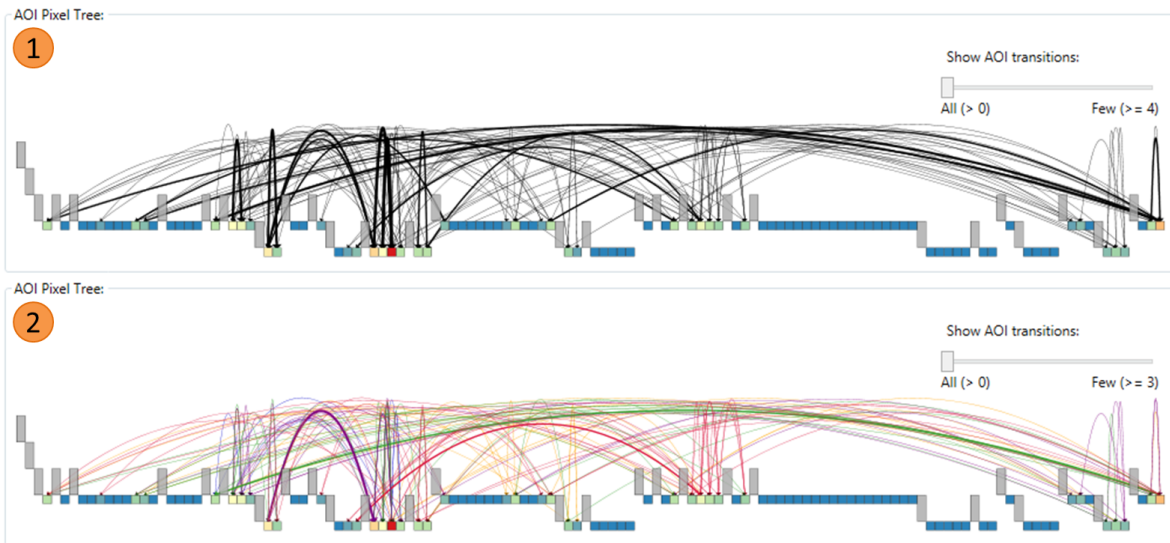 AOI Pixel Tree:
1
Show AOI transitions:
All (> 0) Few (>= 4)
AOI Pixel Tree:
2
Show AOI transitions:
All (> 0) Few (>= 3)